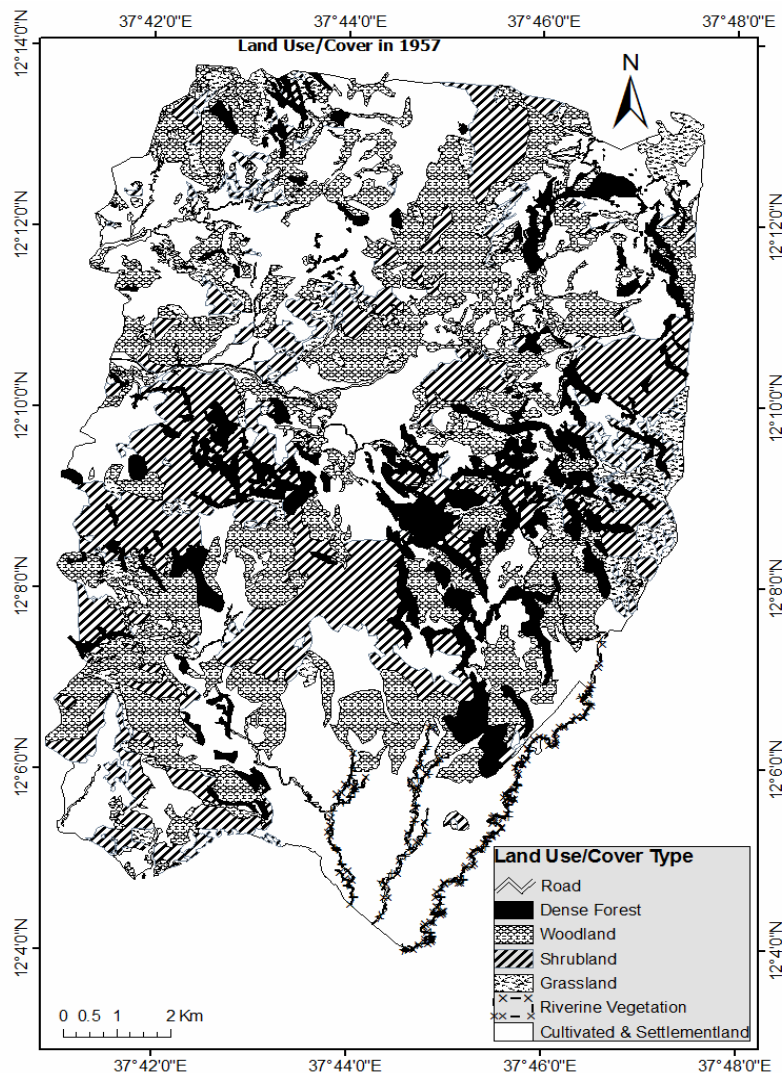 37°42'0"E 37°44'0"E 37°46'0"E 37°48'0"E
Land Use/Cover in 1957
N
12°14'0"N 12°14'0"N
12°12'0"N 12°12'0"N
12°10'0"N 12°10'0"N
12°8'0"N 12°8'0"N
12°6'0"N 12°6'0"N
12°4'0"N 12°4'0"N
Land Use/Cover Type
Road
Dense Forest
Woodland
Shrubland
Grassland
Riverine Vegetation
Cultivated & Settlementland
0 0.5 1 2 Km
37°42'0"E 37°44'0"E 37°46'0"E 37°48'0"E